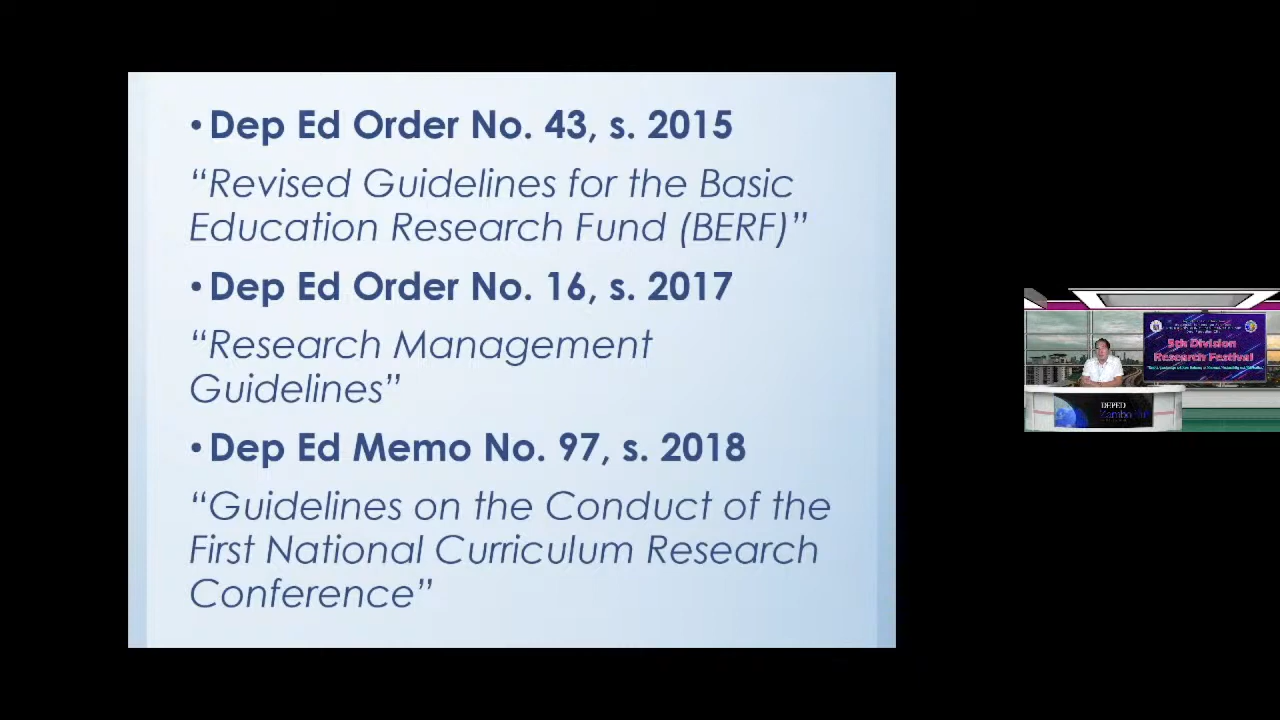 • Dep Ed Order No. 43, s. 2015
“Revised Guidelines for the Basic
Education Research Fund (BERF)”
• Dep Ed Order No. 16, s. 2017
“Research Management
Guidelines”
• Dep Ed Memo No. 97, s. 2018
“Guidelines on the Conduct of the
First National Curriculum Research
Conference”
5th Division
Research Festival
DEPED